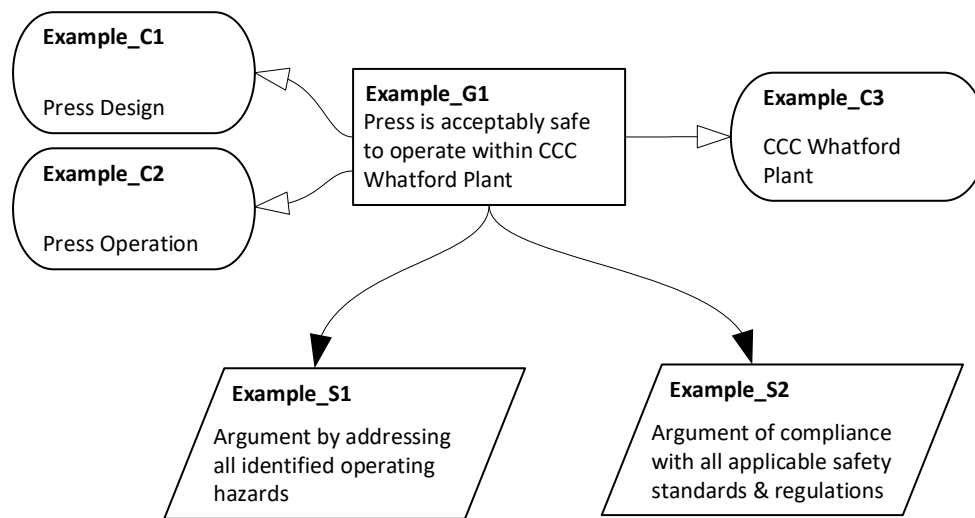 Example_C1
Press Design
Example_G1
Press is acceptably safe
to operate within CCC
Whatford Plant
Example_C3
CCC Whatford
Plant
Example_C2
Press Operation
Example_S1
Argument by addressing
all identified operating
hazards
Example_S2
Argument of compliance
with all applicable safety
standards & regulations